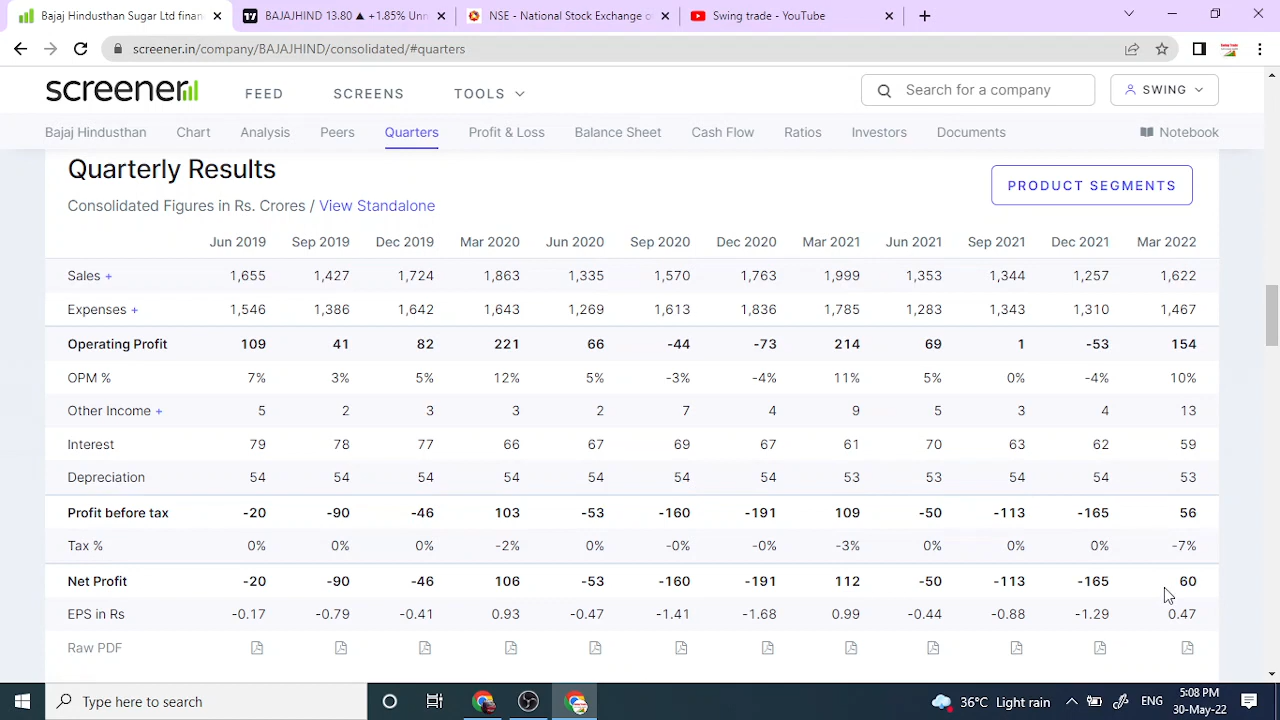 Bajaj Hindusthan Sugar Ltd finan
BAJAJHIND 13.80 ▲ +1.85% Unn
NSE - National Stock Exchange c
Swing trade - YouTube
screener.in/company/BAJAJHIND/consolidated/#quarters
screener
FEED SCREENS TOOLS
Search for a company
SWING
Bajaj Hindusthan Chart Analysis Peers Quarters Profit & Loss Balance Sheet Cash Flow Ratios Investors Documents Notebook
Quarterly Results
PRODUCT SEGMENTS
Consolidated Figures in Rs. Crores / View Standalone
Jun 2019 Sep 2019 Dec 2019 Mar 2020 Jun 2020 Sep 2020 Dec 2020 Mar 2021 Jun 2021 Sep 2021 Dec 2021 Mar 2022
Sales + 1,655 1,427 1,724 1,863 1,335 1,570 1,763 1,999 1,353 1,344 1,257 1,622
Expenses + 1,546 1,386 1,642 1,643 1,269 1,613 1,836 1,785 1,283 1,343 1,310 1,467
Operating Profit 109 41 82 221 66 -44 -73 214 69 1 -53 154
OPM % 7% 3% 5% 12% 5% -3% -4% 11% 5% 0% -4% 10%
Other Income + 5 2 3 3 2 7 4 9 5 3 4 13
Interest 79 78 77 66 67 69 67 61 70 63 62 59
Depreciation 54 54 54 54 54 54 54 53 53 54 54 53
Profit before tax -20 -90 -46 103 -53 -160 -191 109 -50 -113 -165 56
Tax % 0% 0% 0% -2% 0% -0% -0% -3% 0% 0% 0% -7%
Net Profit -20 -90 -46 106 -53 -160 -191 112 -50 -113 -165 60
EPS in Rs -0.17 -0.79 -0.41 0.93 -0.47 -1.41 -1.68 0.99 -0.44 -0.88 -1.29 0.47
Raw PDF
Type here to search
36°C Light rain
ENG
5:08 PM
30-May-22